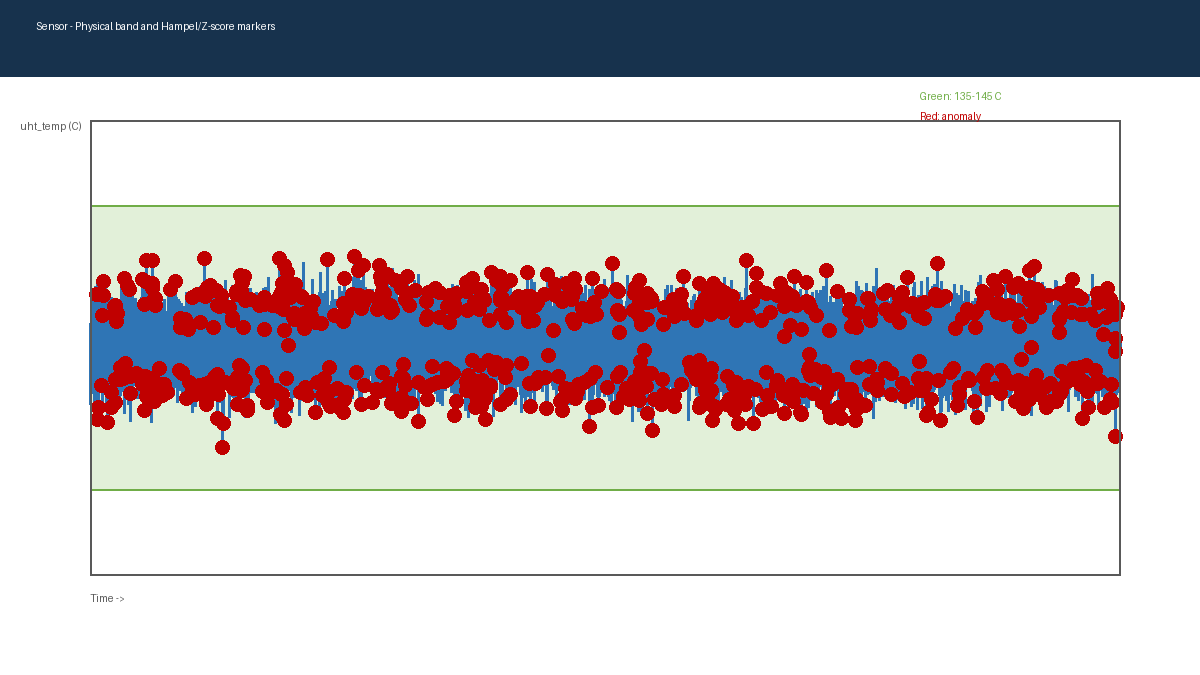 Sensor - Physical band and Hampel/Z-score markers
Green: 135-145 C
Red: anomaly
uht_temp (C)
Time ->